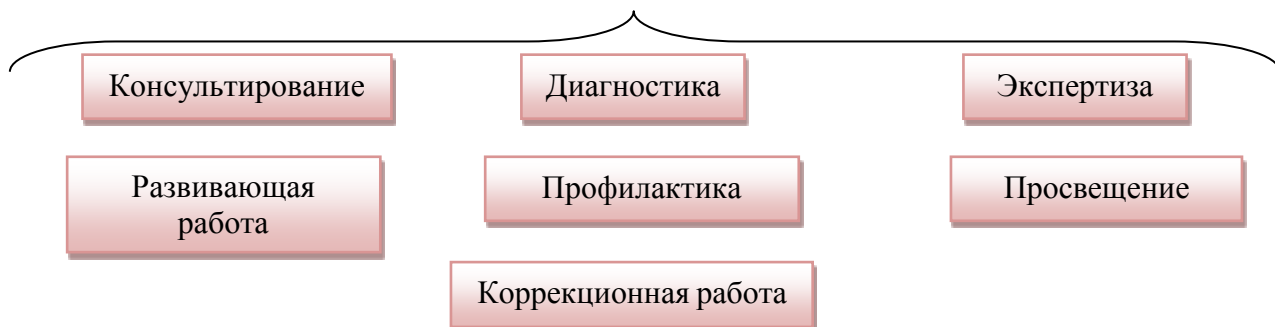 Консультирование
Диагностика
Экспертиза
Развивающая
работа
Профилактика
Просвещение
Коррекционная работа